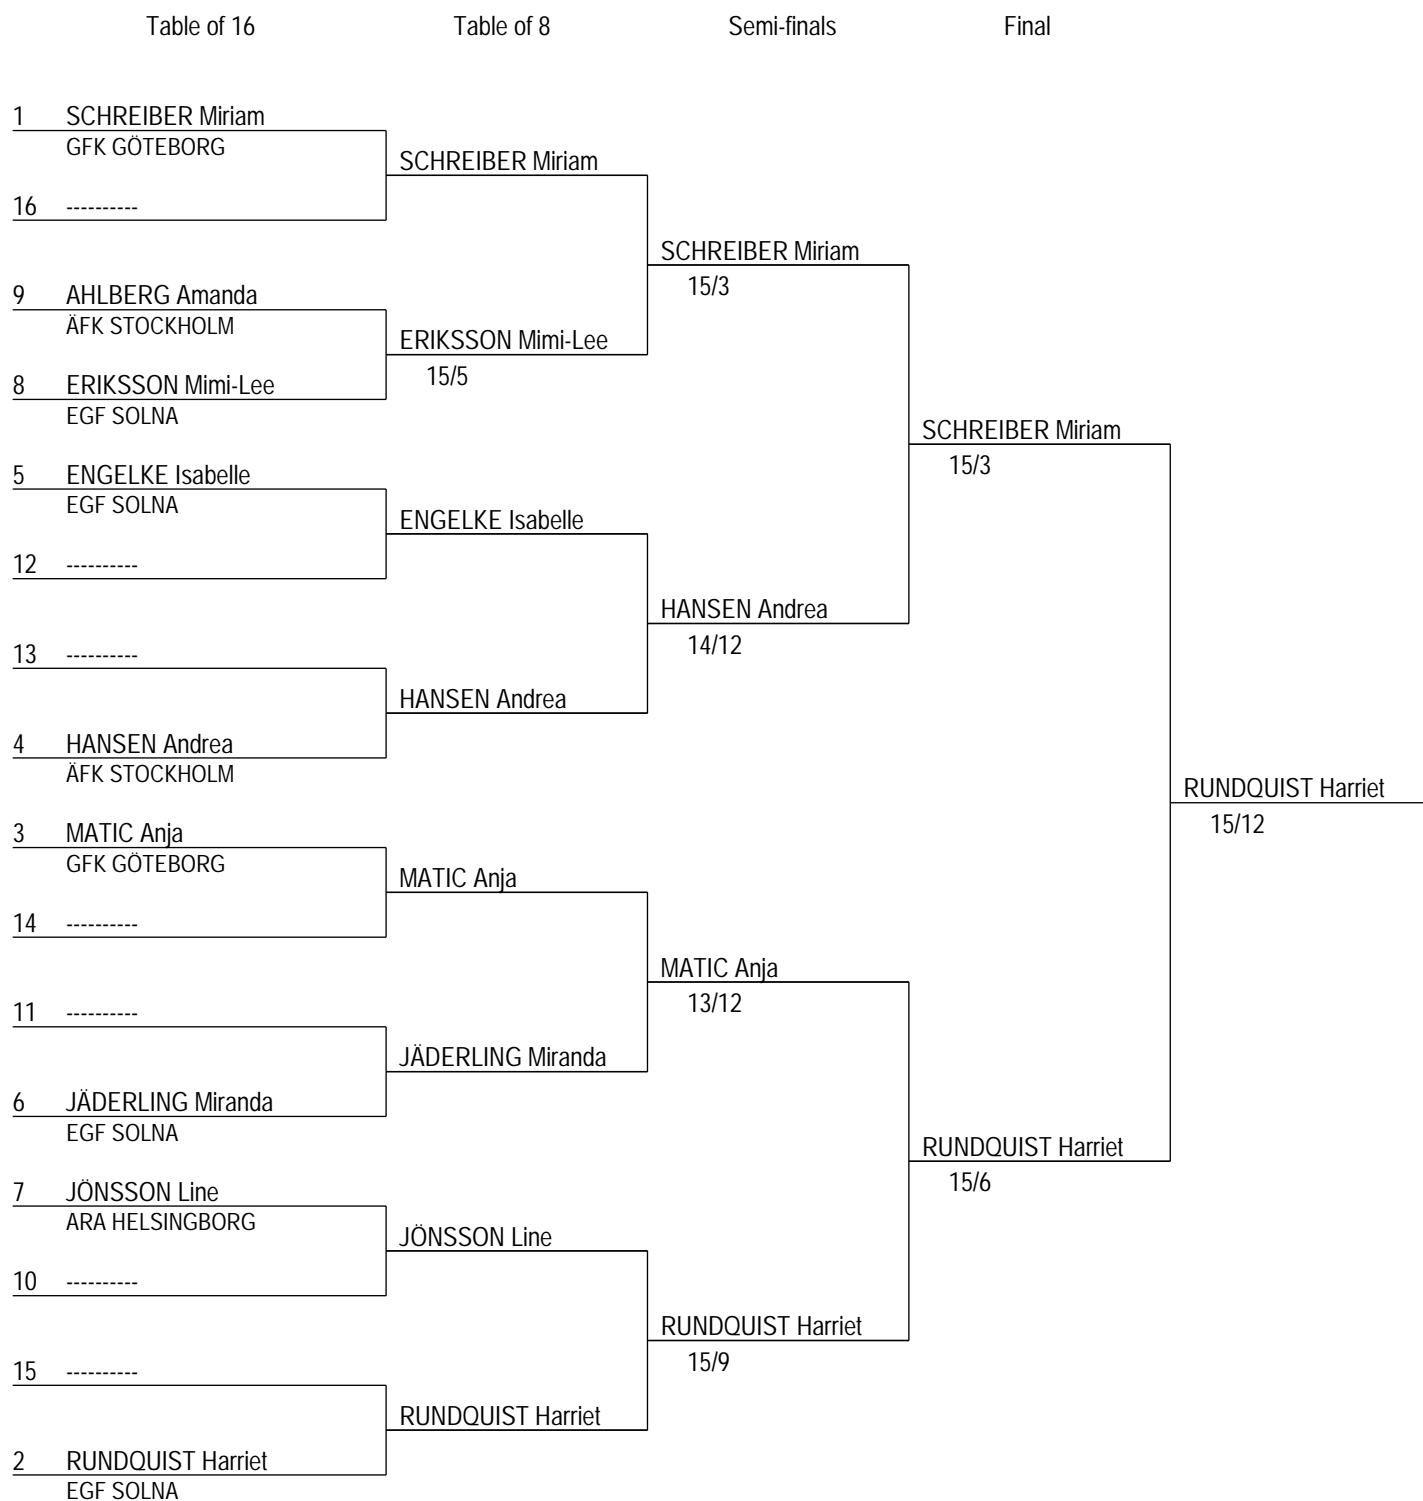 Table of 16 Table of 8 Semi-finals Final
1 SCHREIBER Miriam
GFK GÖTEBORG
SCHREIBER Miriam
16 ----------
SCHREIBER Miriam
15/3
9 AHLBERG Amanda
ÄFK STOCKHOLM
ERIKSSON Mimi-Lee
15/5
8 ERIKSSON Mimi-Lee
EGF SOLNA
SCHREIBER Miriam
15/3
5 ENGELKE Isabelle
EGF SOLNA
ENGELKE Isabelle
12 ----------
HANSEN Andrea
14/12
13 ----------
HANSEN Andrea
4 HANSEN Andrea
ÄFK STOCKHOLM
RUNDQUIST Harriet
15/12
3 MATIC Anja
GFK GÖTEBORG
MATIC Anja
14 ----------
MATIC Anja
13/12
11 ----------
JÄDERLING Miranda
6 JÄDERLING Miranda
EGF SOLNA
RUNDQUIST Harriet
15/6
7 JÖNSSON Line
ARA HELSINGBORG
JÖNSSON Line
10 ----------
RUNDQUIST Harriet
15/9
15 ----------
RUNDQUIST Harriet
2 RUNDQUIST Harriet
EGF SOLNA